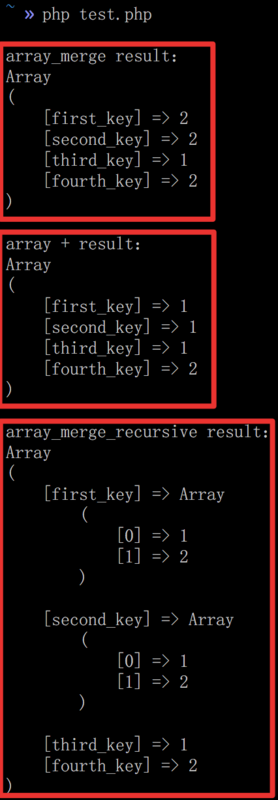 ~ » php test.php
array_merge result:
Array
(
    [first_key] => 2
    [second_key] => 2
    [third_key] => 1
    [fourth_key] => 2
)
array + result:
Array
(
    [first_key] => 1
    [second_key] => 1
    [third_key] => 1
    [fourth_key] => 2
)
array_merge_recursive result:
Array
(
    [first_key] => Array
        (
            [0] => 1
            [1] => 2
        )
    [second_key] => Array
        (
            [0] => 1
            [1] => 2
        )
    [third_key] => 1
    [fourth_key] => 2
)